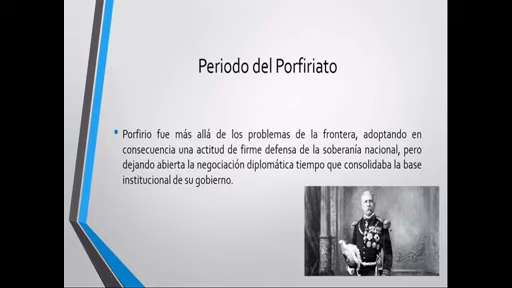 Periodo del Porfiriato
• Porfirio fue más allá de los problemas de la frontera, adoptando en
consecuencia una actitud de firme defensa de la soberanía nacional, pero
dejando abierta la negociación diplomática tiempo que consolidaba la base
institucional de su gobierno.